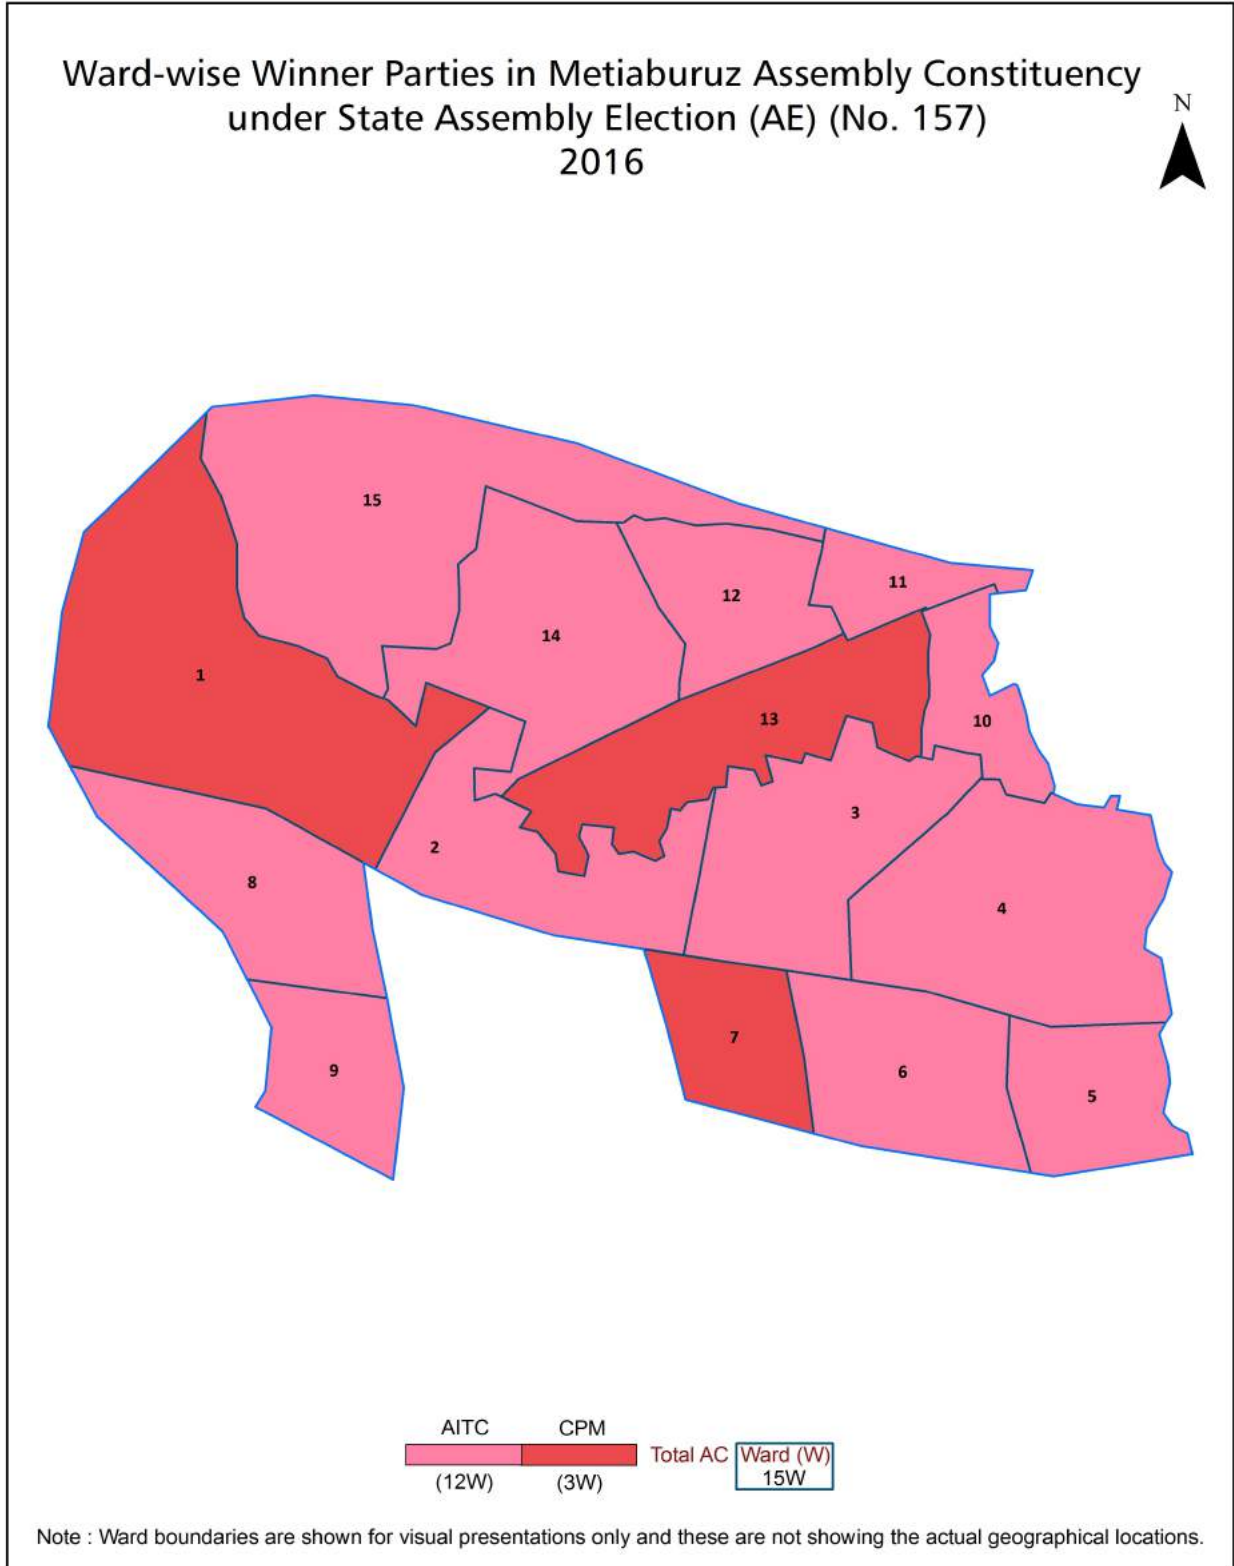 Ward-wise Winner Parties in Metiaburuz Assembly Constituency
under State Assembly Election (AE) (No. 157)
2016
N
15
11
12
14
1
13
10
3
2
8
4
7
9
6
5
AITC CPM
Total AC Ward (W)
(12W) (3W) 15W
Note : Ward boundaries are shown for visual presentations only and these are not showing the actual geographical locations.